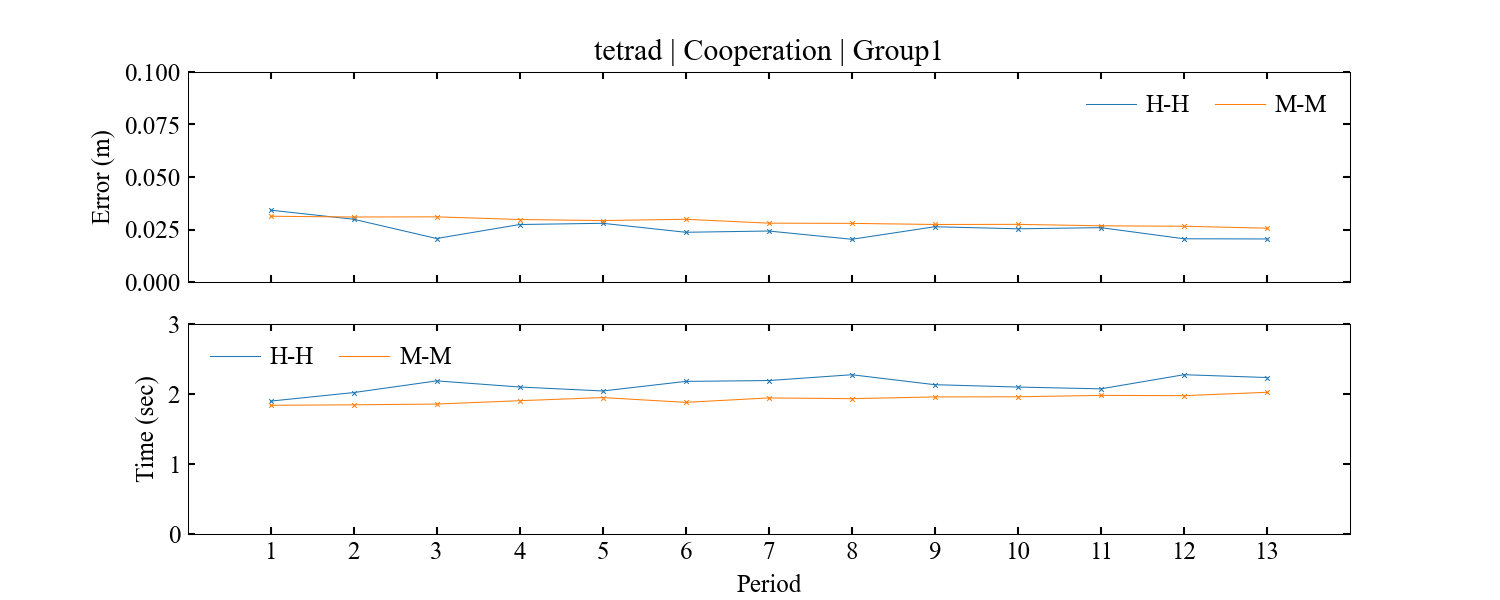 tetrad | Cooperation | Group1
0.100
0.075
0.050
0.025
0.000
Error (m)
H-H M-M
3
2
1
0
Time (sec)
H-H M-M
1 2 3 4 5 6 7 8 9 10 11 12 13
Period